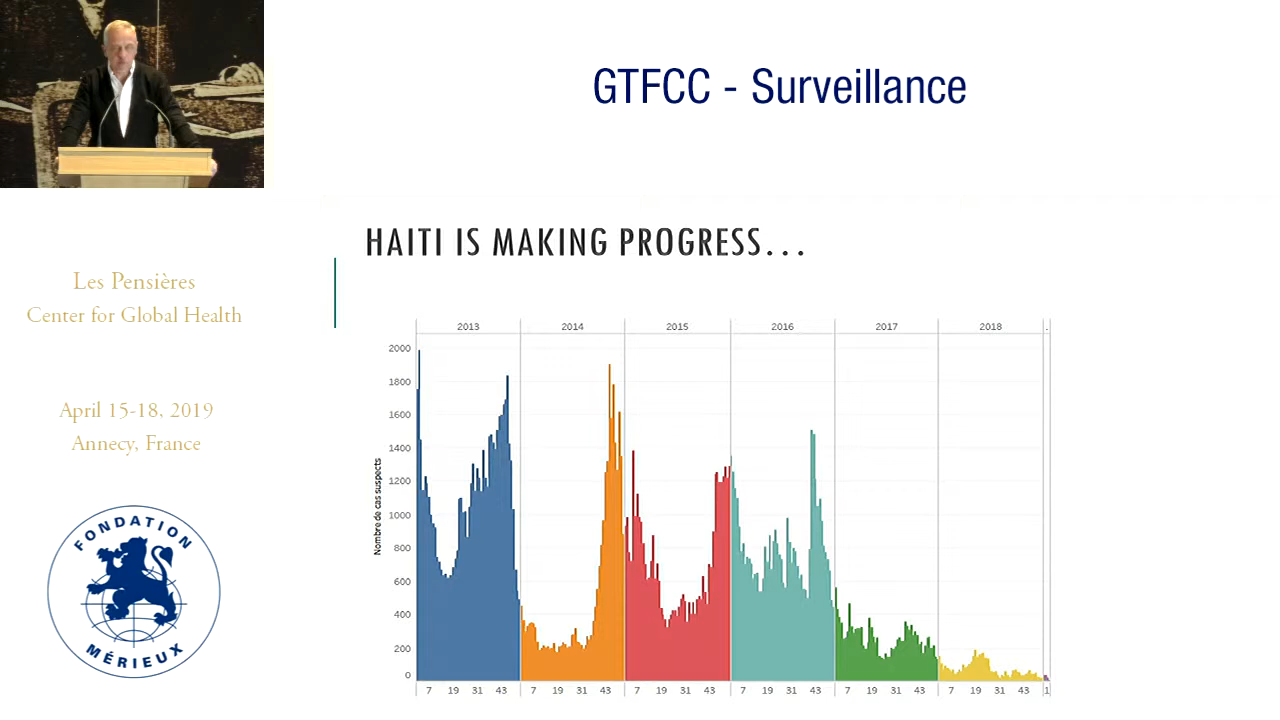 GTFCC - Surveillance
HAITI IS MAKING PROGRESS...
Les Pensières
Center for Global Health
April 15-18, 2019
Annecy, France
FONDATION
MÉRIEUX
2013 2014 2015 2016 2017 2018 .
Nombre de cas suspects
2000
1800
1600
1400
1200
1000
800
600
400
200
0
7 19 31 43 7 19 31 43 7 19 31 43 7 19 31 43 7 19 31 43 7 19 31 43 1